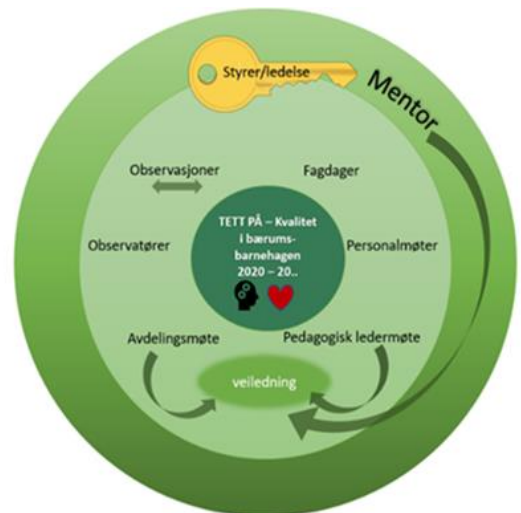 Styrer/ledelse
Mentor
Observasjoner
Fagdager
TETT PÅ – Kvalitet
i bærums-
barnehagen
2020 – 20..
Observatører
Personalmøter
Avdelingsmøte
Pedagogisk ledermøte
veiledning